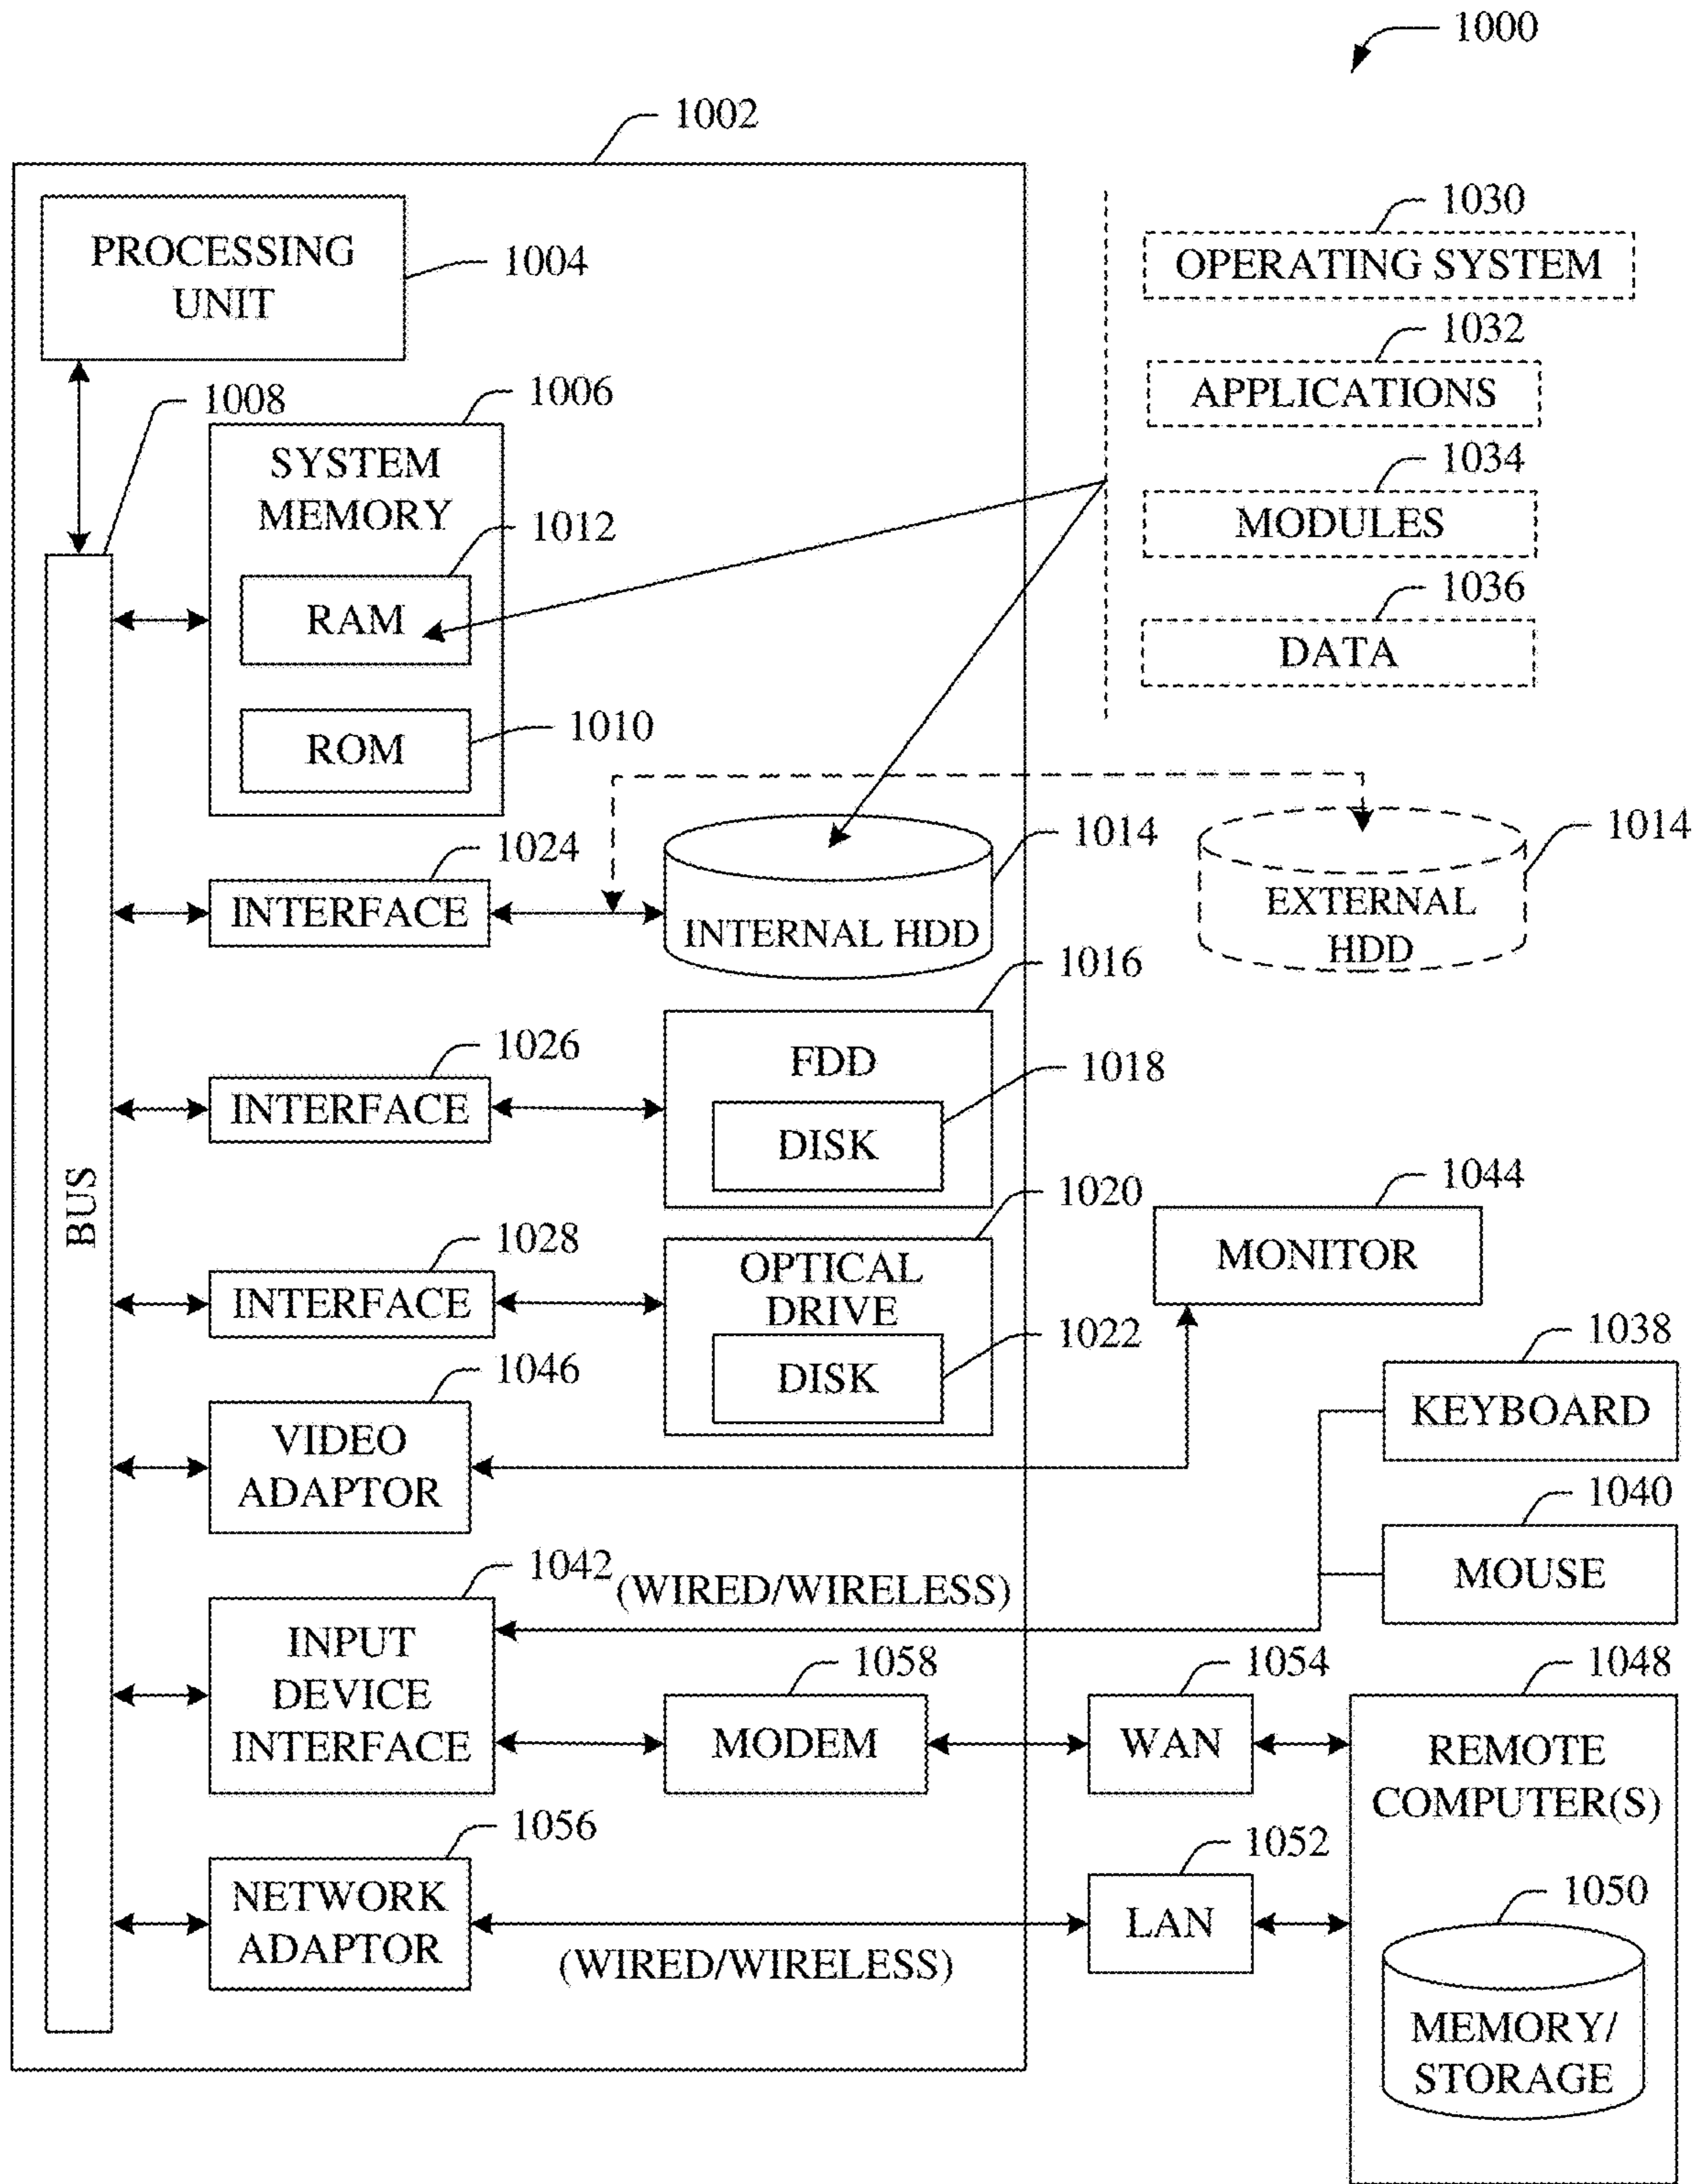 1000
1002
PROCESSING
UNIT
1004
1030
OPERATING SYSTEM
1032
APPLICATIONS
1034
MODULES
1036
DATA
1008
1006
SYSTEM
MEMORY
1012
RAM
1010
ROM
1024
INTERFACE
1014
INTERNAL HDD
1014
EXTERNAL
HDD
1026
INTERFACE
1016
FDD
1018
DISK
BUS
1028
INTERFACE
1020
OPTICAL
DRIVE
1022
DISK
1044
MONITOR
1046
VIDEO
ADAPTOR
1038
KEYBOARD
1040
MOUSE
1042
(WIRED/WIRELESS)
INPUT
DEVICE
INTERFACE
1058
MODEM
1054
WAN
1048
REMOTE
COMPUTER(S)
1056
NETWORK
ADAPTOR
(WIRED/WIRELESS)
1052
LAN
1050
MEMORY/
STORAGE